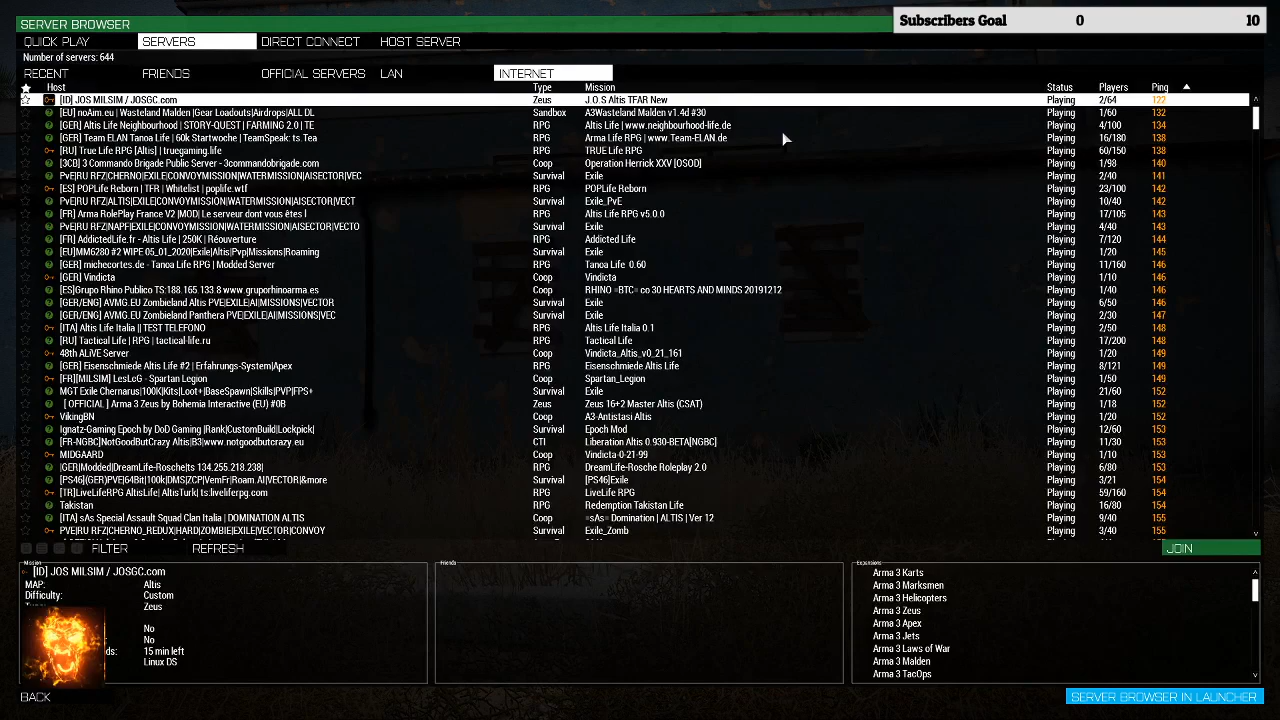 SERVER BROWSER
Subscribers Goal 0 10
QUICK PLAY SERVERS DIRECT CONNECT HOST SERVER
Number of servers: 644
RECENT FRIENDS OFFICIAL SERVERS LAN INTERNET
Host Type Mission Status Players Ping
[ID] JOS MILSIM / JOSGC.com Zeus J.O.S Altis TFAR New Playing 2/64 122
[EU] noAim.eu | Wasteland Malden |Gear Loadouts|Airdrops|ALL DL Sandbox A3Wasteland Malden v1.4d #30 Playing 1/60 132
[GER] Altis Life Neighbourhood | STORY-QUEST | FARMING 2.0 | TE RPG Altis Life | www.neighbourhood-life.de Playing 4/100 134
[GER] Team ELAN Tanoa Life | 60k Startwoche | TeamSpeak: ts.Tea RPG Arma Life RPG | www.Team-ELAN.de Playing 16/180 138
[RU] True Life RPG [Altis] | truegaming.life RPG TRUE Life RPG Playing 60/150 138
[3CB] 3 Commando Brigade Public Server - 3commandobrigade.com Coop Operation Herrick XXV [OSOD] Playing 1/98 140
PvE|RU RFZ|CHERNO|EXILE|CONVOYMISSION|WATERMISSION|AISECTOR|VEC Survival Exile Playing 2/40 141
[ES] POPLife Reborn | TFR | Whitelist | poplife.wtf RPG POPLife Reborn Playing 23/100 142
PvE|RU RFZ|ALTIS|EXILE|CONVOYMISSION|WATERMISSION|AISECTOR|VECT Survival Exile_PvE Playing 10/40 142
[FR] Arma RolePlay France V2 |MOD| Le serveur dont vous êtes l RPG Altis Life RPG v5.0.0 Playing 17/105 143
PvE|RU RFZ|NAPF|EXILE|CONVOYMISSION|WATERMISSION|AISECTOR|VECTO Survival Exile Playing 4/40 143
[FR] AddictedLife.fr - Altis Life | 250K | Réouverture RPG Addicted Life Playing 7/120 144
[EU]MM6280 #2 WIPE 05_01_2020|Exile|Altis|Pvp|Missions|Roaming Survival Exile Playing 1/20 145
[GER] michecortes.de - Tanoa Life RPG | Modded Server RPG Tanoa Life 0.60 Playing 11/160 146
[GER] Vindicta Coop Vindicta Playing 1/10 146
[ES]Grupo Rhino Publico TS:188.165.133.8 www.gruporhinoarma.es Coop RHINO =BTC= co 30 HEARTS AND MINDS 20191212 Playing 1/40 146
[GER/ENG] AVMG.EU Zombieland Altis PVE|EXILE|AI|MISSIONS|VECTOR Survival Exile Playing 6/50 146
[GER/ENG] AVMG.EU Zombieland Panthera PVE|EXILE|AI|MISSIONS|VEC Survival Exile Playing 2/30 147
[ITA] Altis Life Italia || TEST TELEFONO RPG Altis Life Italia 0.1 Playing 2/50 148
[RU] Tactical Life | RPG | tactical-life.ru RPG Tactical Life Playing 17/200 148
48th ALiVE Server Coop Vindicta_Altis_v0_21_161 Playing 1/20 149
[GER] Eisenschmiede Altis Life #2 | Erfahrungs-System|Apex RPG Eisenschmiede Altis Life Playing 8/121 149
[FR][MILSIM] LesLcG - Spartan Legion Coop Spartan_Legion Playing 1/50 149
MGT Exile Chernarus|100K|Kits|Loot+|BaseSpawn|Skills|PVP|FPS+ Survival Exile Playing 21/60 152
[ OFFICIAL ] Arma 3 Zeus by Bohemia Interactive (EU) #0B Zeus Zeus 16+2 Master Altis (CSAT) Playing 1/18 152
VikingBN Coop A3-Antistasi Altis Playing 1/20 152
Ignatz-Gaming Epoch by DoD Gaming |Rank|CustomBuild|Lockpick| Survival Epoch Mod Playing 12/60 153
[FR-NGBC]NotGoodButCrazy Altis|B3|www.notgoodbutcrazy.eu CTI Liberation Altis 0.930-BETA[NGBC] Playing 11/30 153
MIDGAARD Coop Vindicta-0-21-99 Playing 1/10 153
|GER|Modded|DreamLife-Rosche|ts 134.255.218.238| RPG DreamLife-Rosche Roleplay 2.0 Playing 6/80 153
[PS46]|(GER)PVE|64Bit|100k|DMS|ZCP|VemFr|Roam.AI|VECTOR|&more Survival [PS46]Exile Playing 3/21 154
[TR]LiveLifeRPG AltisLife| AltisTurk| ts:liveliferpg.com RPG LiveLife RPG Playing 59/160 154
Takistan RPG Redemption Takistan Life Playing 16/80 154
[ITA] sAs Special Assault Squad Clan Italia | DOMINATION ALTIS Coop =sAs= Domination | ALTIS | Ver 12 Playing 9/40 155
PVE|RU RFZ|CHERNO_REDUX|HARD|ZOMBIE|EXILE|VECTOR|CONVOY Survival Exile_Zomb Playing 3/40 155
FILTER REFRESH JOIN
Mission Friends Expansions
[ID] JOS MILSIM / JOSGC.com
MAP: Altis
Difficulty: Custom
Zeus
No
No
ds: 15 min left
Linux DS
Arma 3 Karts
Arma 3 Marksmen
Arma 3 Helicopters
Arma 3 Zeus
Arma 3 Apex
Arma 3 Jets
Arma 3 Laws of War
Arma 3 Malden
Arma 3 TacOps
BACK SERVER BROWSER IN LAUNCHER